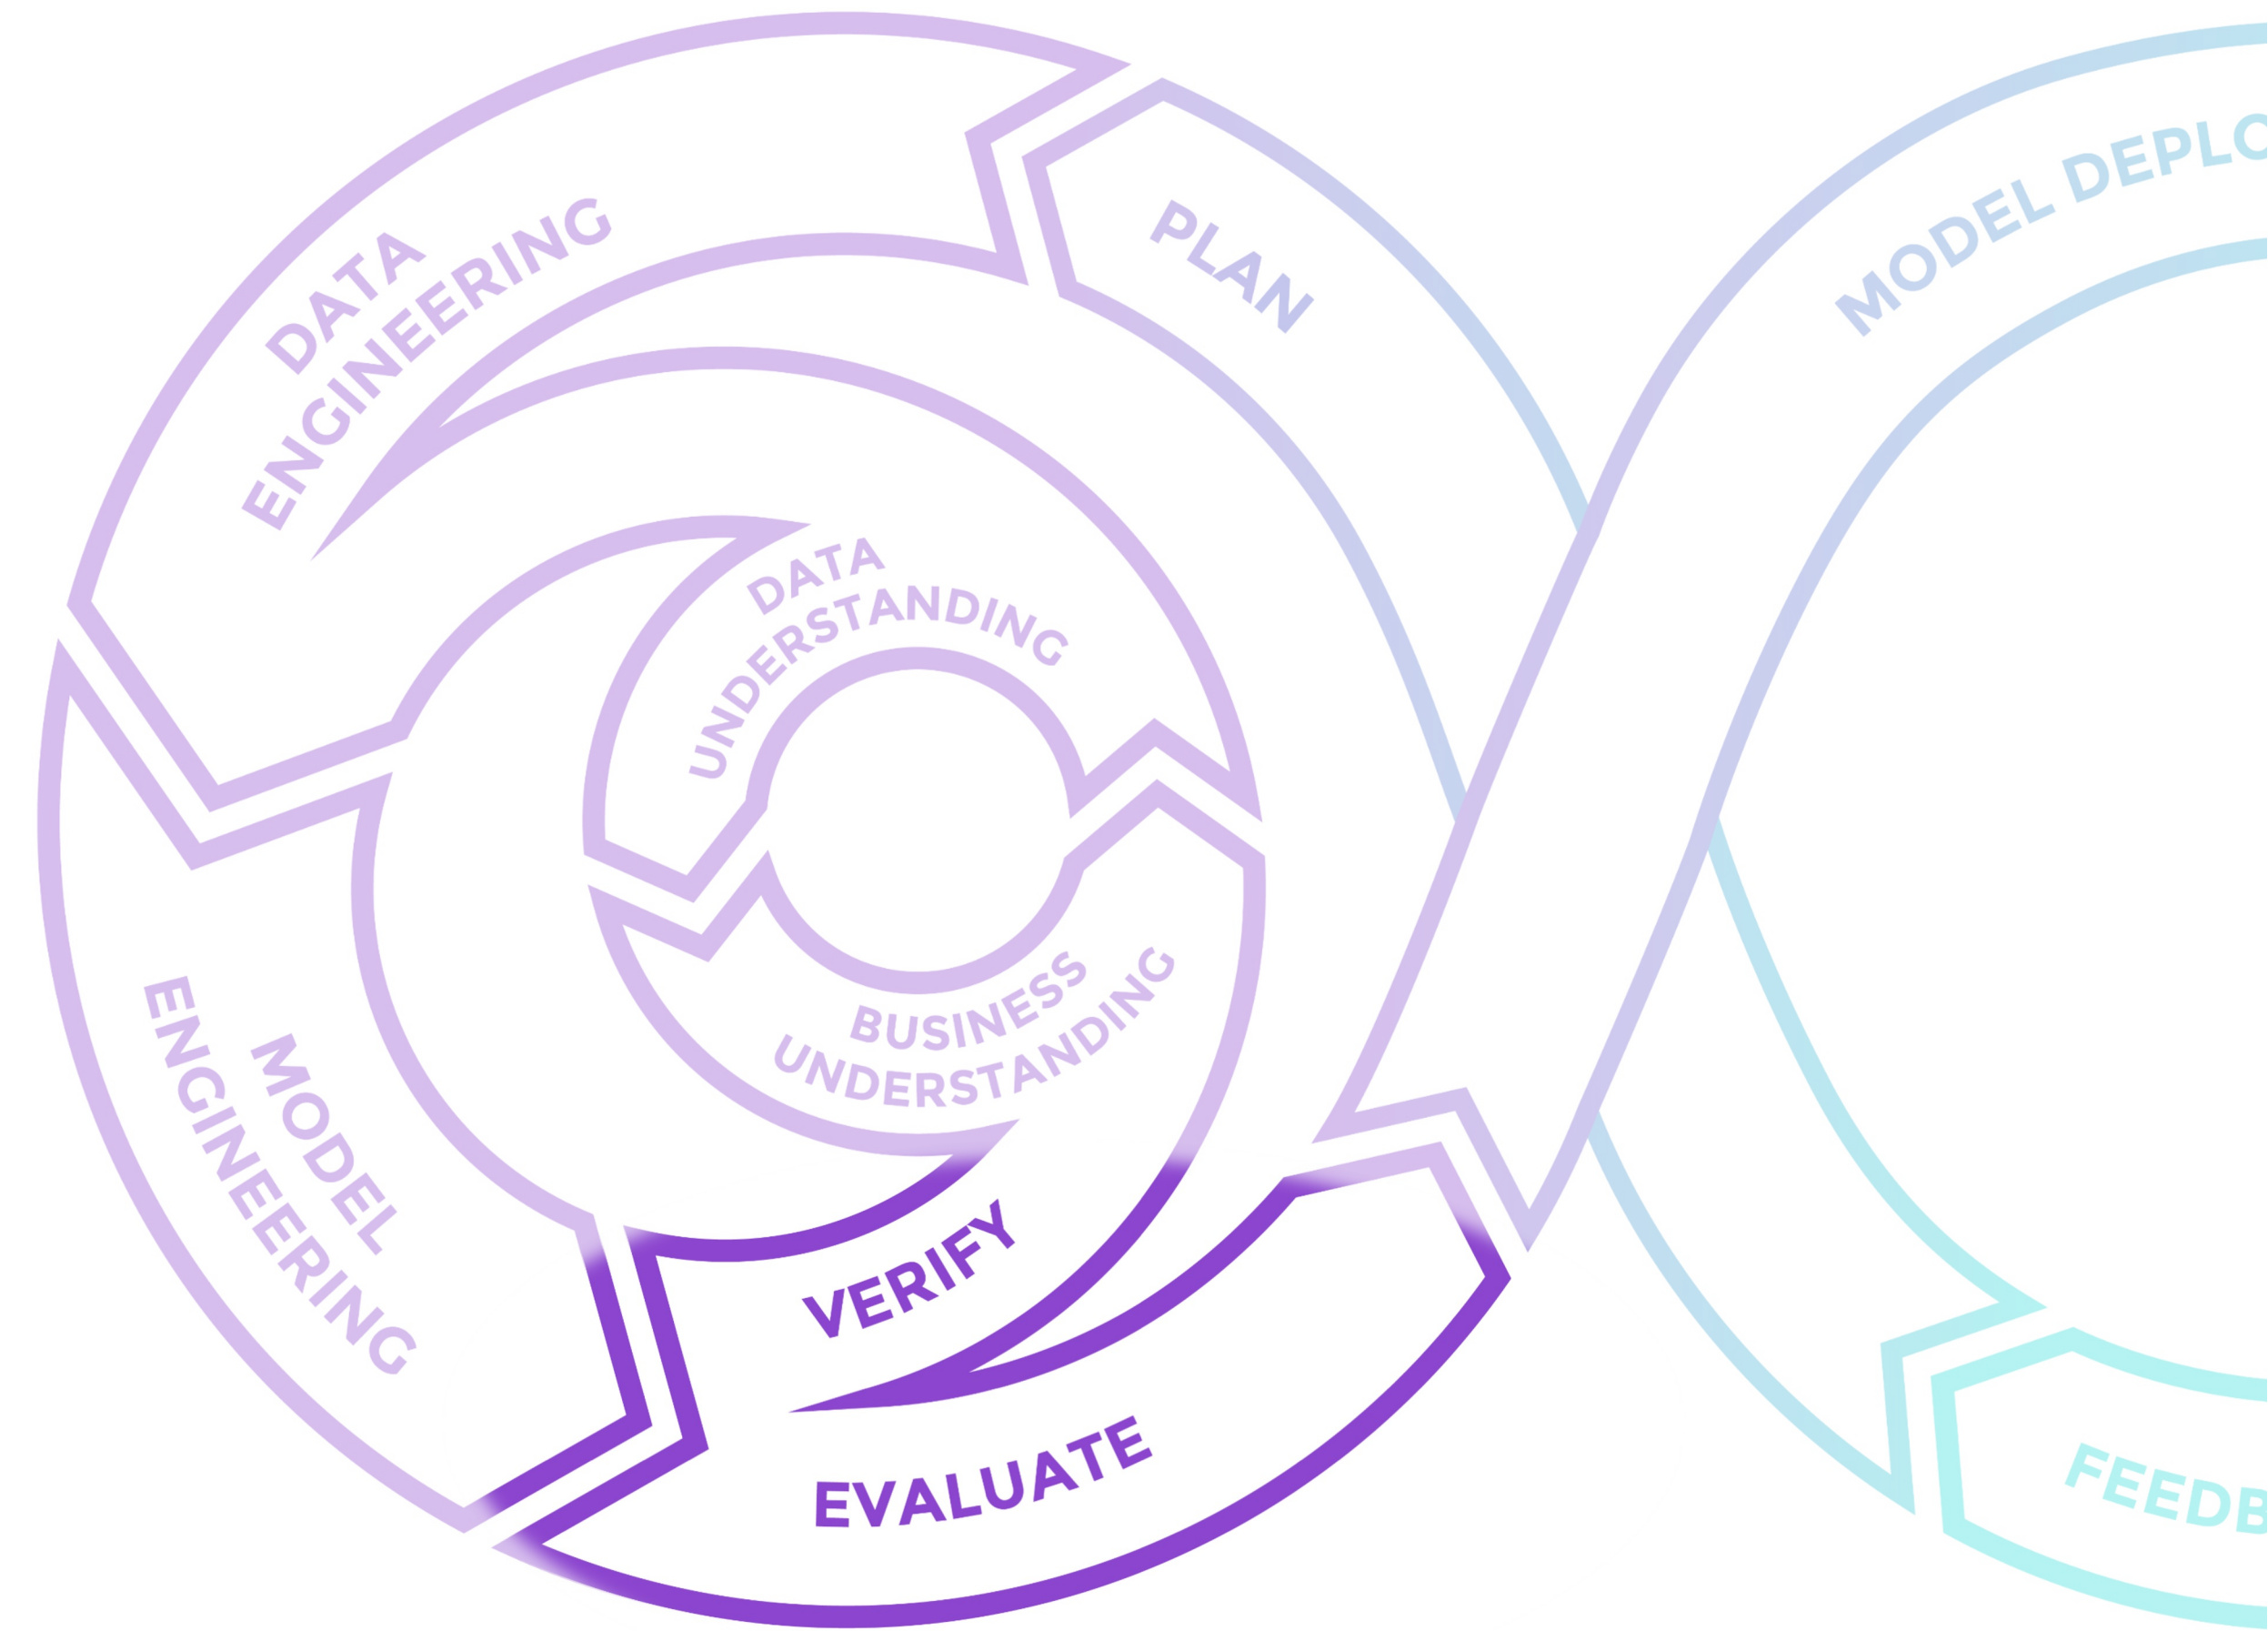 DATA
ENGINEERING
PLAN
MODEL DEPLO
DATA
UNDERSTANDING
BUSINESS
UNDERSTANDING
MODEL
ENGINEERING
VERIFY
EVALUATE
FEEDB